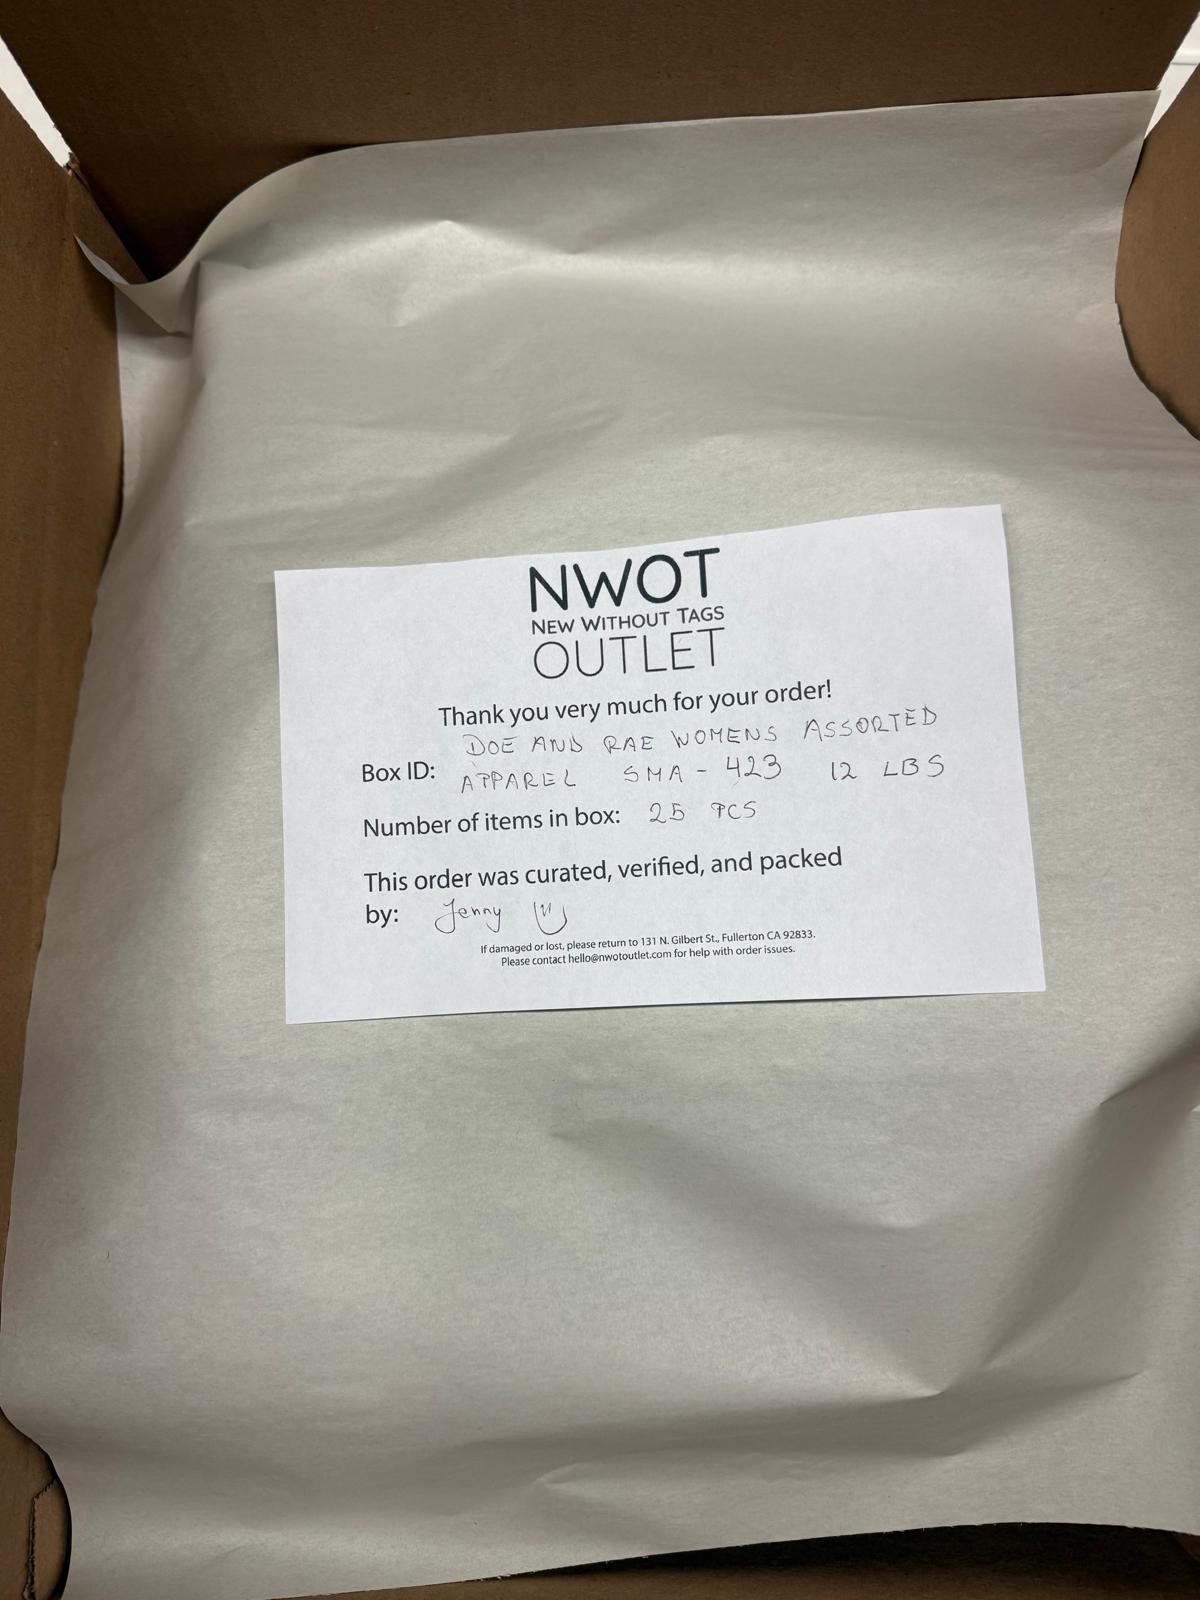 NWOT
NEW WITHOUT TAGS
OUTLET
Thank you very much for your order!
Box ID: DOE AND RAE WOMENS ASSORTED
APPAREL SMA - 423 12 LBS
Number of items in box: 25 PCS
This order was curated, verified, and packed
by: Jenny
If damaged or lost, please return to 131 N. Gilbert St., Fullerton CA 92833.
Please contact hello@nwotoutlet.com for help with order issues.